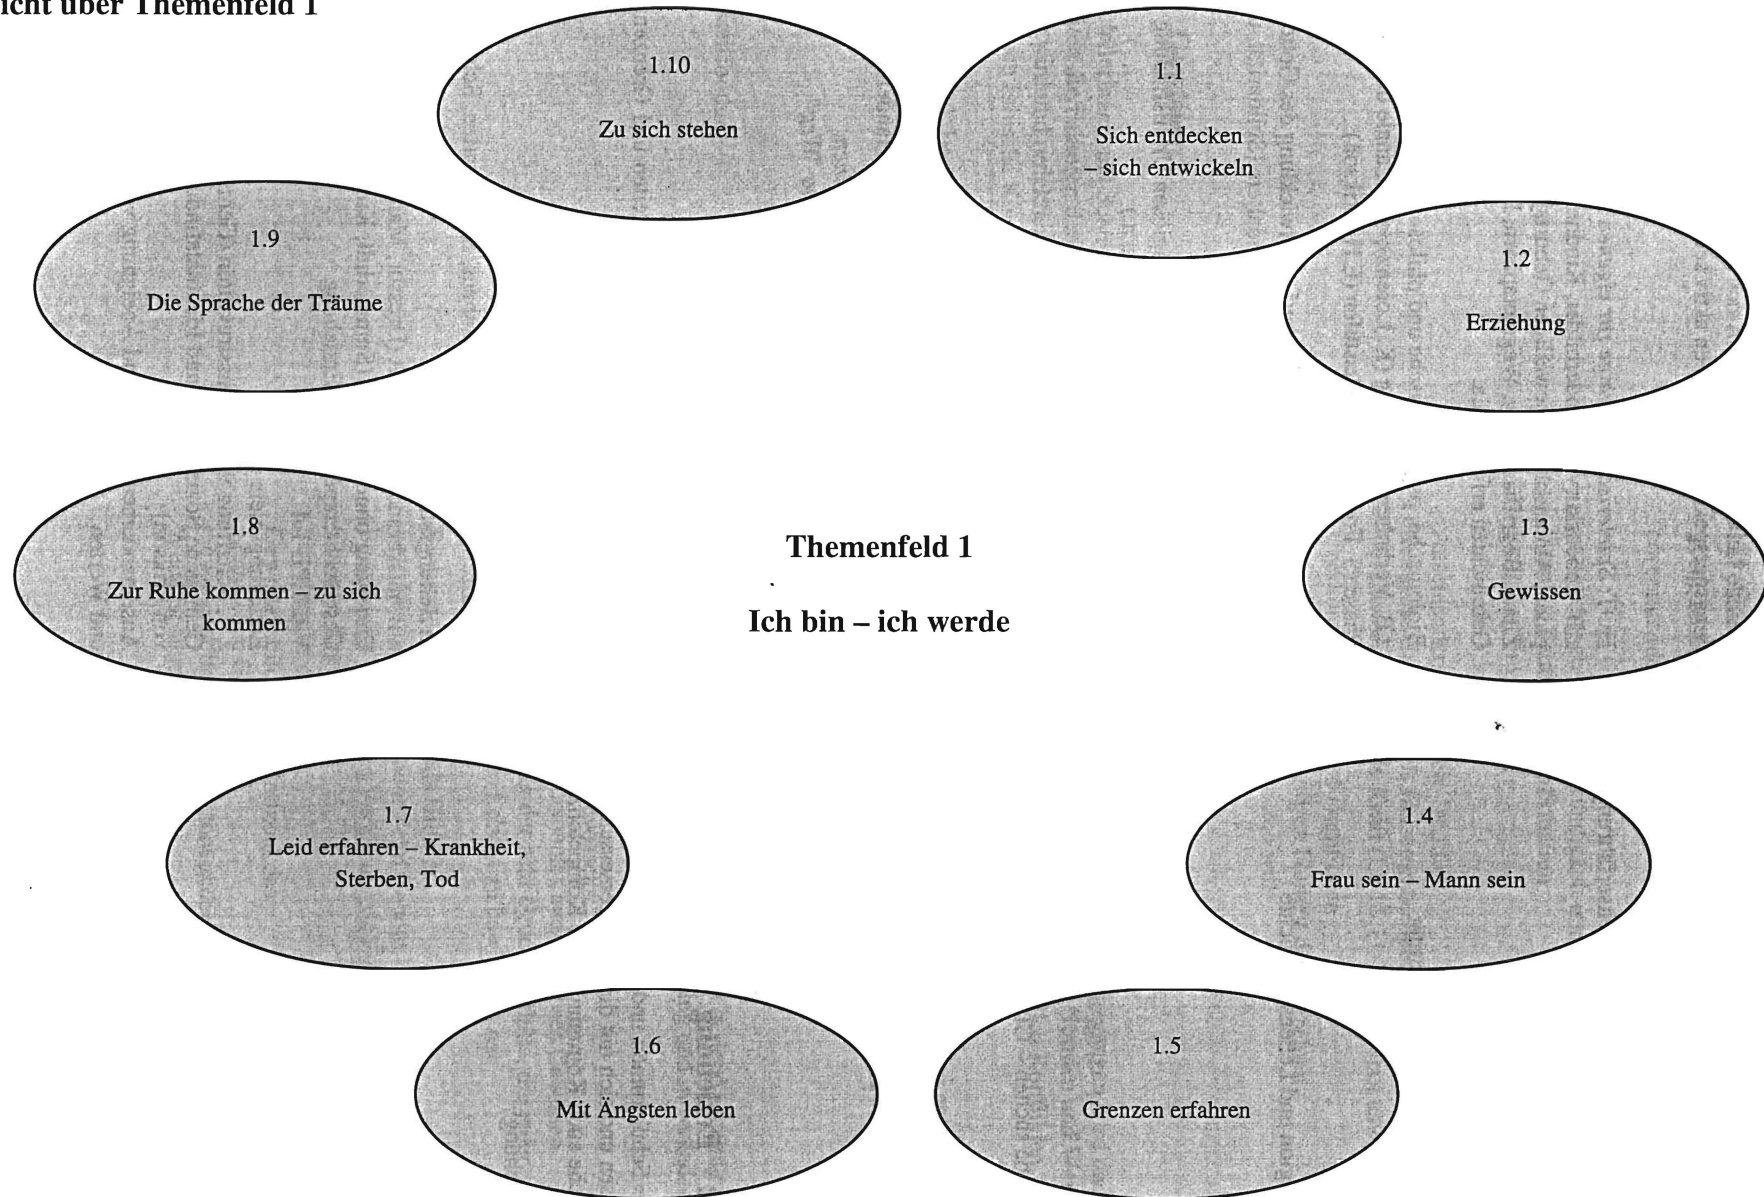 icht über Themenfeld 1
1.10
Zu sich stehen
1.1
Sich entdecken
– sich entwickeln
1.9
Die Sprache der Träume
1.2
Erziehung
1.8
Zur Ruhe kommen – zu sich
kommen
Themenfeld 1
Ich bin – ich werde
1.3
Gewissen
1.7
Leid erfahren – Krankheit,
Sterben, Tod
1.4
Frau sein – Mann sein
1.6
Mit Ängsten leben
1.5
Grenzen erfahren